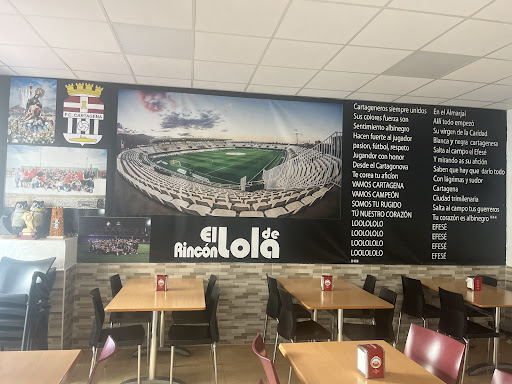 F.C. CARTAGENA
Cartageneros siempre unidos
Sus colores fuerza son
Sentimiento albinegro
Hacen fuerte al jugador
pasion, fútbol, respeto
Jugandor con honor
Desde el Cartagonova
Te corea tu aficion
VAMOS CARTAGENA
VAMOS CAMPEÓN
SOMOS TU RUGIDO
TÚ NUESTRO CORAZÓN
LOOLOLOLO
LOOLOLOLO
LOOLOLOLO
LOOLOLOLO
En el Almarjal
Allí todo empezó
Su virgen de la Caridad
Blanca y negra cartagenera
Salta al campo el Efesé
Y mirando as su afición
Saben que hay que darlo todo
Con lágrimas y sudor
Cartagena
Ciudad trimilenaria
Salta al campo tus guerreros
Tu corazón es albinegro
EFESÉ
EFESÉ
EFESÉ
EFESÉ
El Rincón de Lola